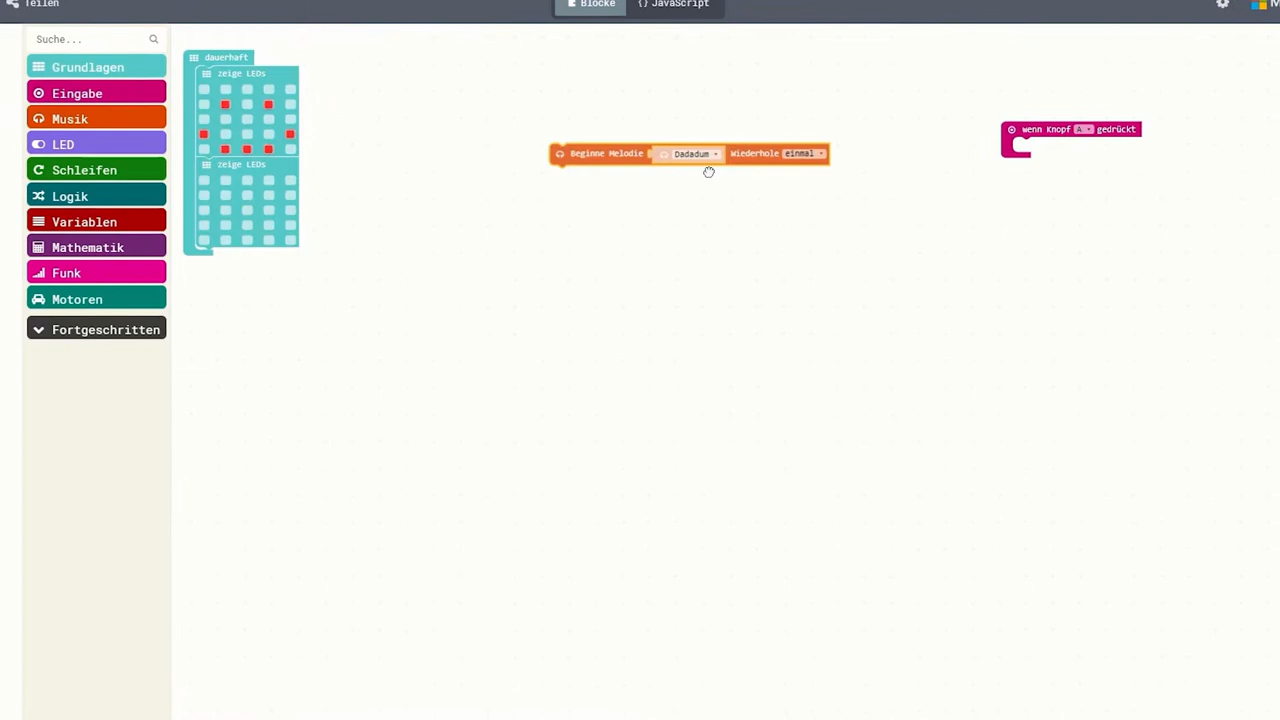 Teilen
Blöcke
{} JavaScript
Suche...
Grundlagen
Eingabe
Musik
LED
Schleifen
Logik
Variablen
Mathematik
Funk
Motoren
Fortgeschritten
dauerhaft
zeige LEDs
zeige LEDs
Beginne Melodie Dadadum Wiederhole einmal
wenn Knopf A gedrückt